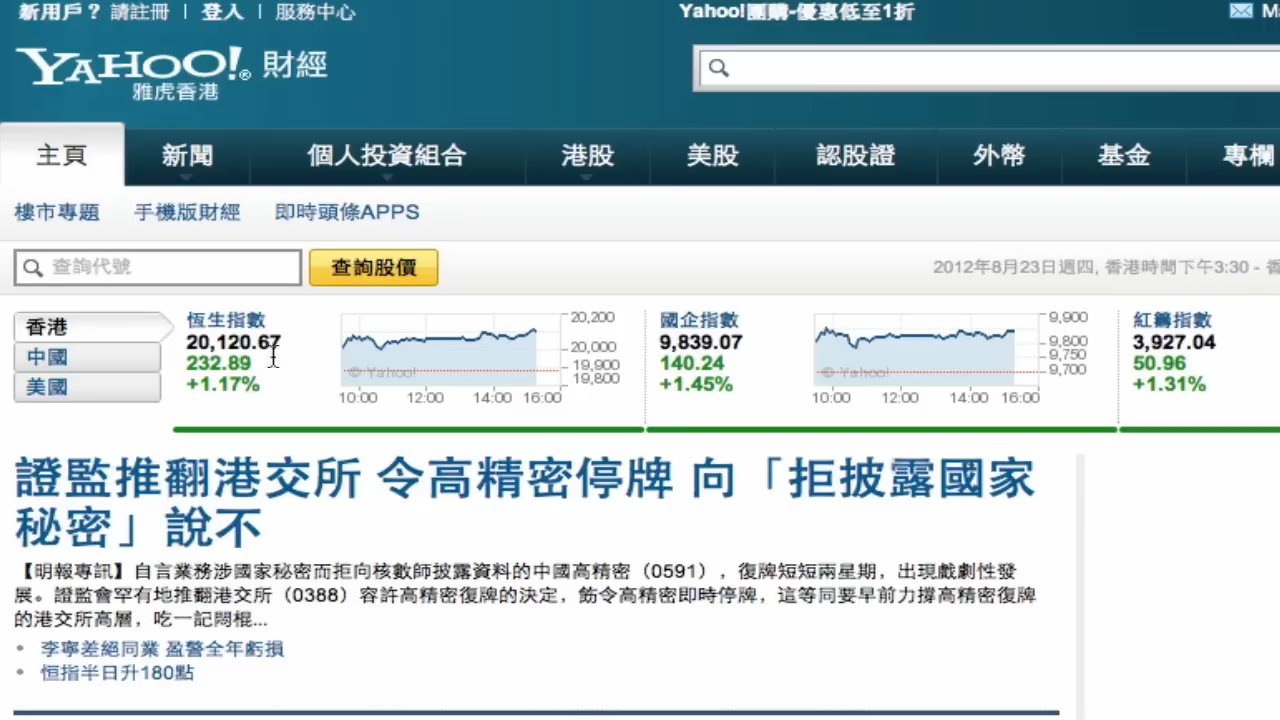 新用戶？請註冊 | 登入 | 服務中心
Yahoo!團購-優惠低至1折
YAHOO!® 財經
雅虎香港
主頁 新聞 個人投資組合 港股 美股 認股證 外幣 基金 專欄
樓市專題 手機版財經 即時頭條APPS
查詢代號 查詢股價 2012年8月23日週四, 香港時間下午3:30 -
香港
中國
美國
恆生指數
20,120.67
232.89
+1.17%
20,200
20,000
19,900
19,800
© Yahoo!
10:00 12:00 14:00 16:00
國企指數
9,839.07
140.24
+1.45%
9,900
9,800
9,750
9,700
© Yahoo!
10:00 12:00 14:00 16:00
紅籌指數
3,927.04
50.96
+1.31%
證監推翻港交所 令高精密停牌 向「拒披露國家
秘密」說不
【明報專訊】自言業務涉國家秘密而拒向核數師披露資料的中國高精密（0591），復牌短短兩星期，出現戲劇性發
展。證監會罕有地推翻港交所（0388）容許高精密復牌的決定，飭令高精密即時停牌，這等同要早前力撐高精密復牌
的港交所高層，吃一記悶棍...
• 李寧差絕同業 盈警全年虧損
• 恒指半日升180點